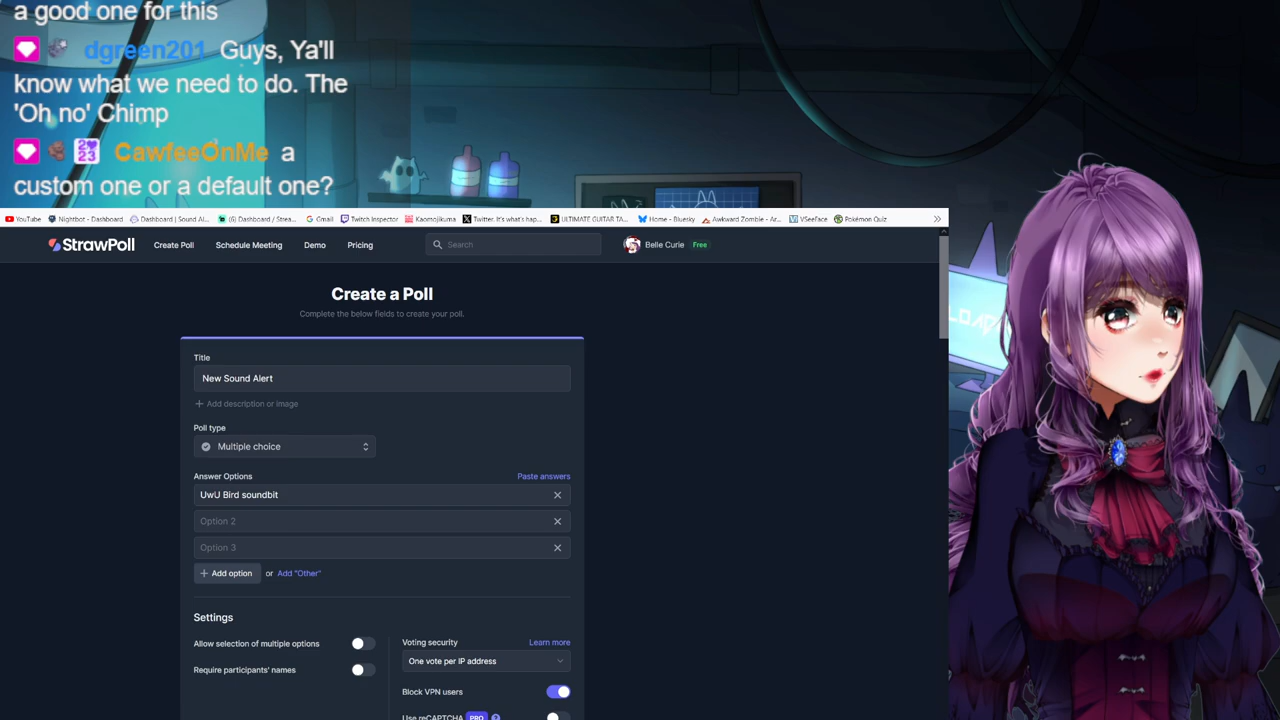 a good one for this
dgreen201 Guys, Ya'll
know what we need to do. The
'Oh no' Chimp
CawfeeOnMe a
custom one or a default one?
YouTube Nightbot - Dashboard Dashboard | Sound Al... (6) Dashboard / Strea... Gmail Twitch Inspector Kaomojikuma Twitter. It's what's hap... ULTIMATE GUITAR TA... Home - Bluesky Awkward Zombie - Ar... VSeeFace Pokémon Quiz
StrawPoll Create Poll Schedule Meeting Demo Pricing Search Belle Curie Free
Create a Poll
Complete the below fields to create your poll.
Title
New Sound Alert
Add description or image
Poll type
Multiple choice
Answer Options Paste answers
UwU Bird soundbit
Option 2
Option 3
Add option or Add "Other"
Settings
Allow selection of multiple options
Require participants' names
Voting security Learn more
One vote per IP address
Block VPN users
Use reCAPTCHA PRO ?